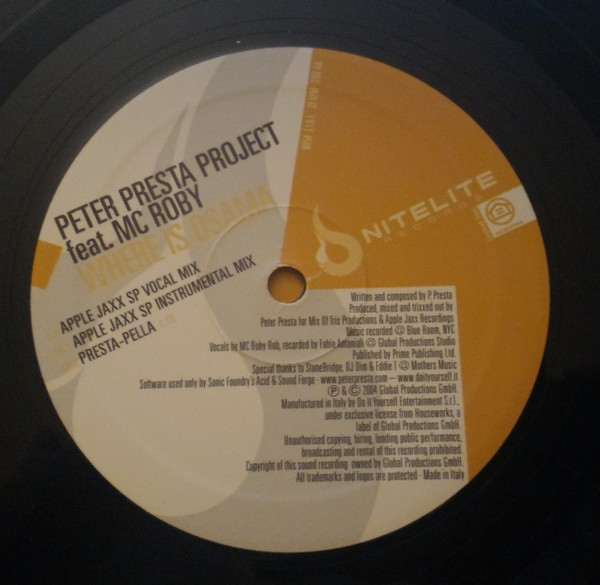 PETER PRESTA PROJECT
feat. MC ROBY
WHERE IS OSAMA
APPLE JAXX SP VOCAL MIX
APPLE JAXX SP INSTRUMENTAL MIX
PRESTA-PELLA
NITELITE
RECORDS
Written and composed by P. Presta
Produced, mixed and trixxed out by
Peter Presta for Mix Of Trix Productions & Apple Jaxx Recordings
Music recorded @ Blue Room, NYC
Vocals by MC Roby Rob, recorded by Fabio Antoniali @ Global Productions Studio
Published by Prime Publishing Ltd.
Special thanks to StoneBridge, DJ Dim & Eddie T @ Mothers Music
Software used only by Sonic Foundry's Acid & Sound Forge - www.peterpresta.com – www.doityourself.it
℗ & © 2004 Global Productions GmbH.
Manufactured in Italy by Do It Yourself Entertainment S.r.l.,
under exclusive license from Houseworks, a
label of Global Productions GmbH.
Unauthorised copying, hiring, lending public performance,
broadcasting and rental of this recording prohibited.
Copyright of this sound recording owned by Global Productions GmbH.
All trademarks and logos are protected - Made in Italy